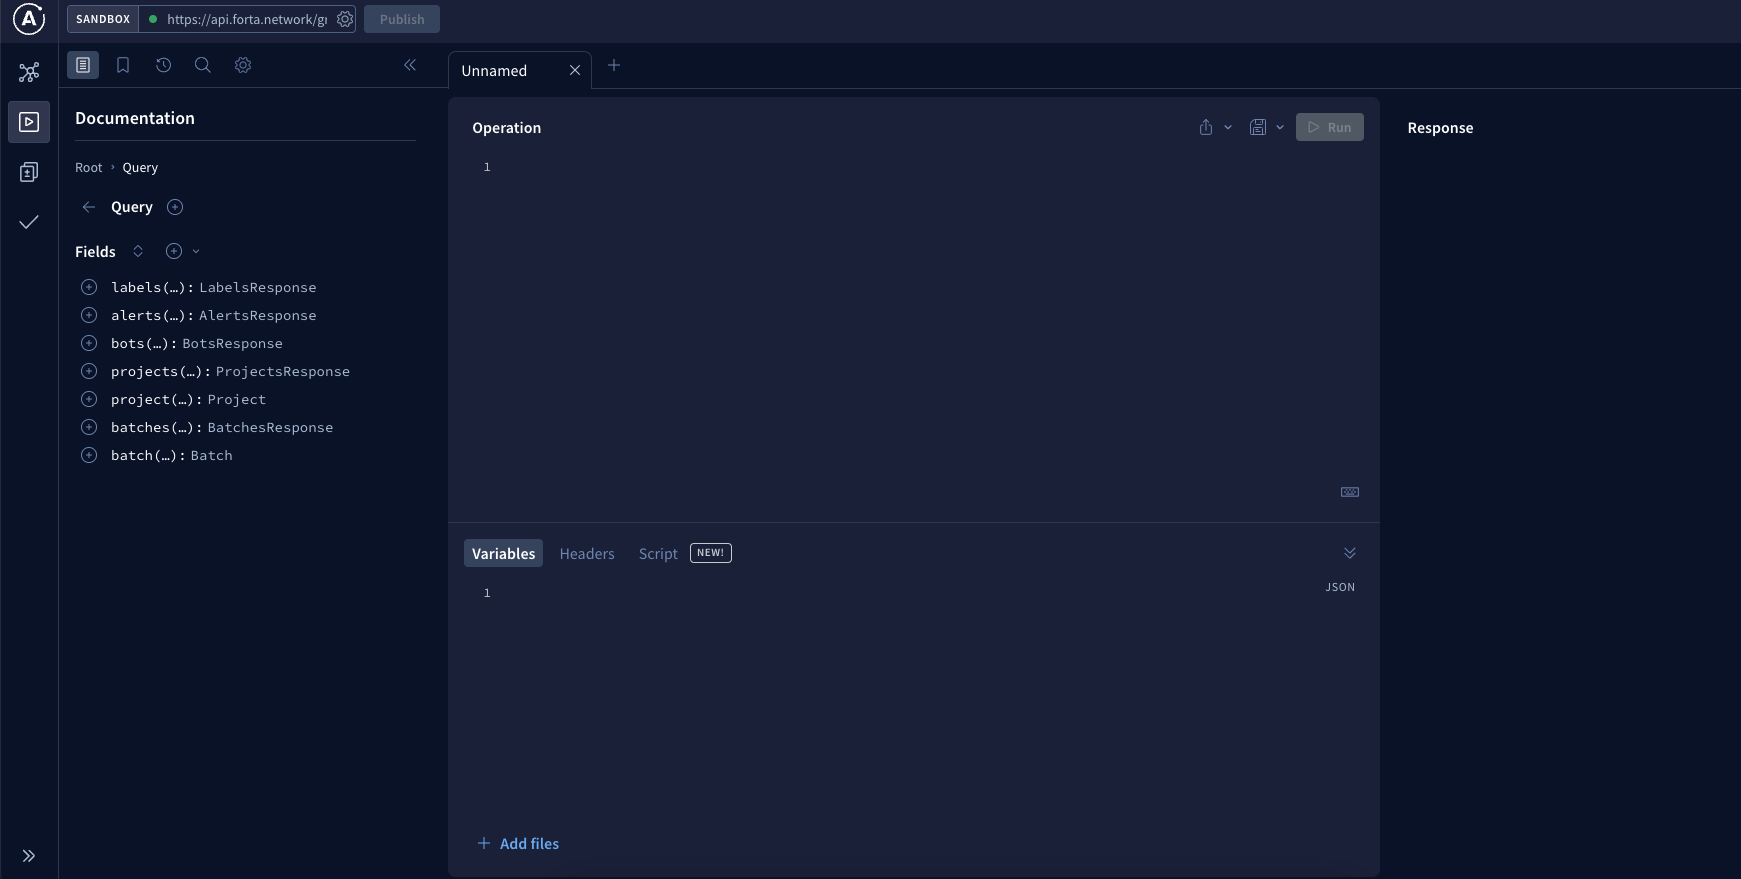 SANDBOX https://api.forta.network/gr Publish
Unnamed
Documentation
Root › Query
Query
Fields
labels(…): LabelsResponse
alerts(…): AlertsResponse
bots(…): BotsResponse
projects(…): ProjectsResponse
project(…): Project
batches(…): BatchesResponse
batch(…): Batch
Operation
Run
1
Variables Headers Script NEW!
JSON
1
Add files
Response